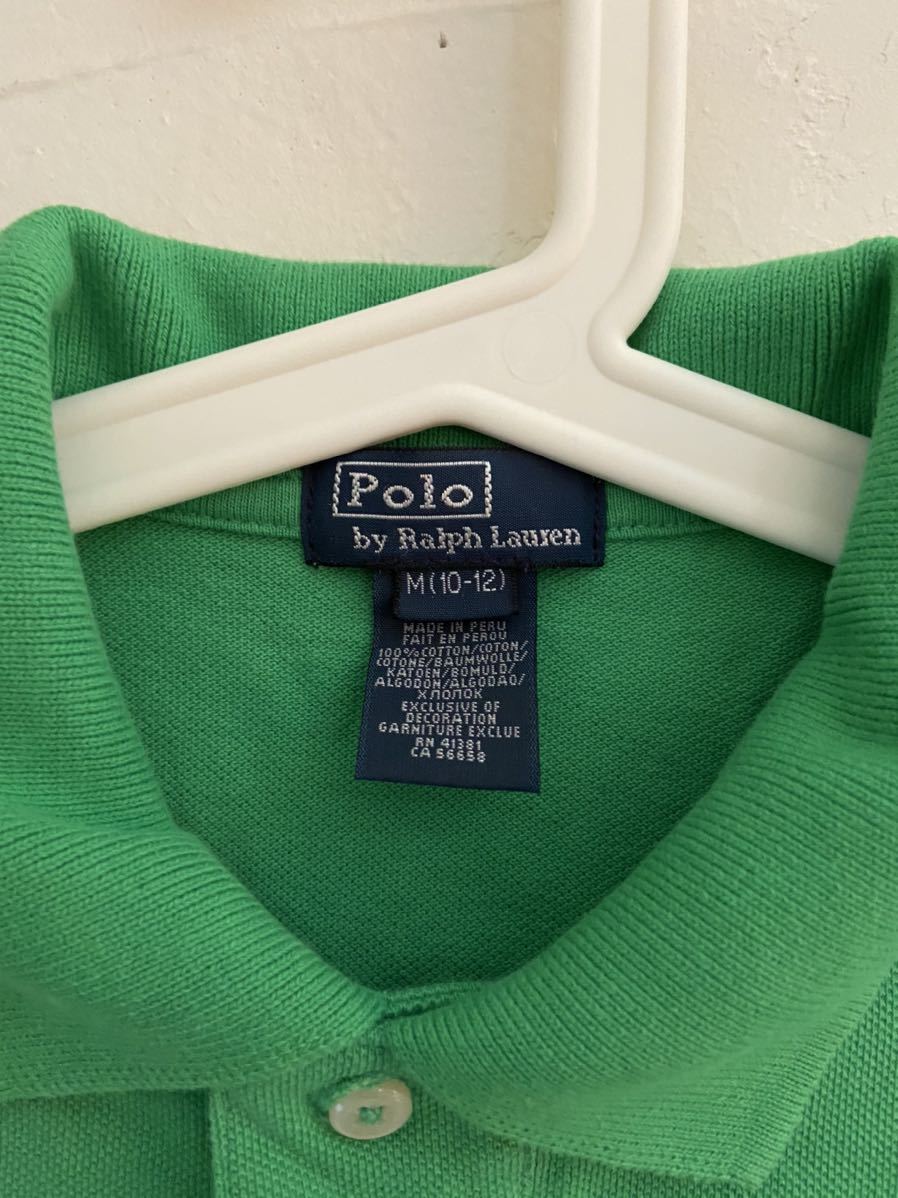 Polo
by Ralph Lauren
M(10-12)
MADE IN PERU
FAIT EN PEROU
100% COTTON/COTON/
COTONE/BAUMWOLLE/
KATOEN/BOMULD/
ALGODON/ALGODAO/
ХЛОПОК
EXCLUSIVE OF
DECORATION
GARNITURE EXCLUE
RN 41381
CA 56658